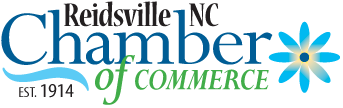 Reidsville NC
Chamber
of COMMERCE
EST. 1914